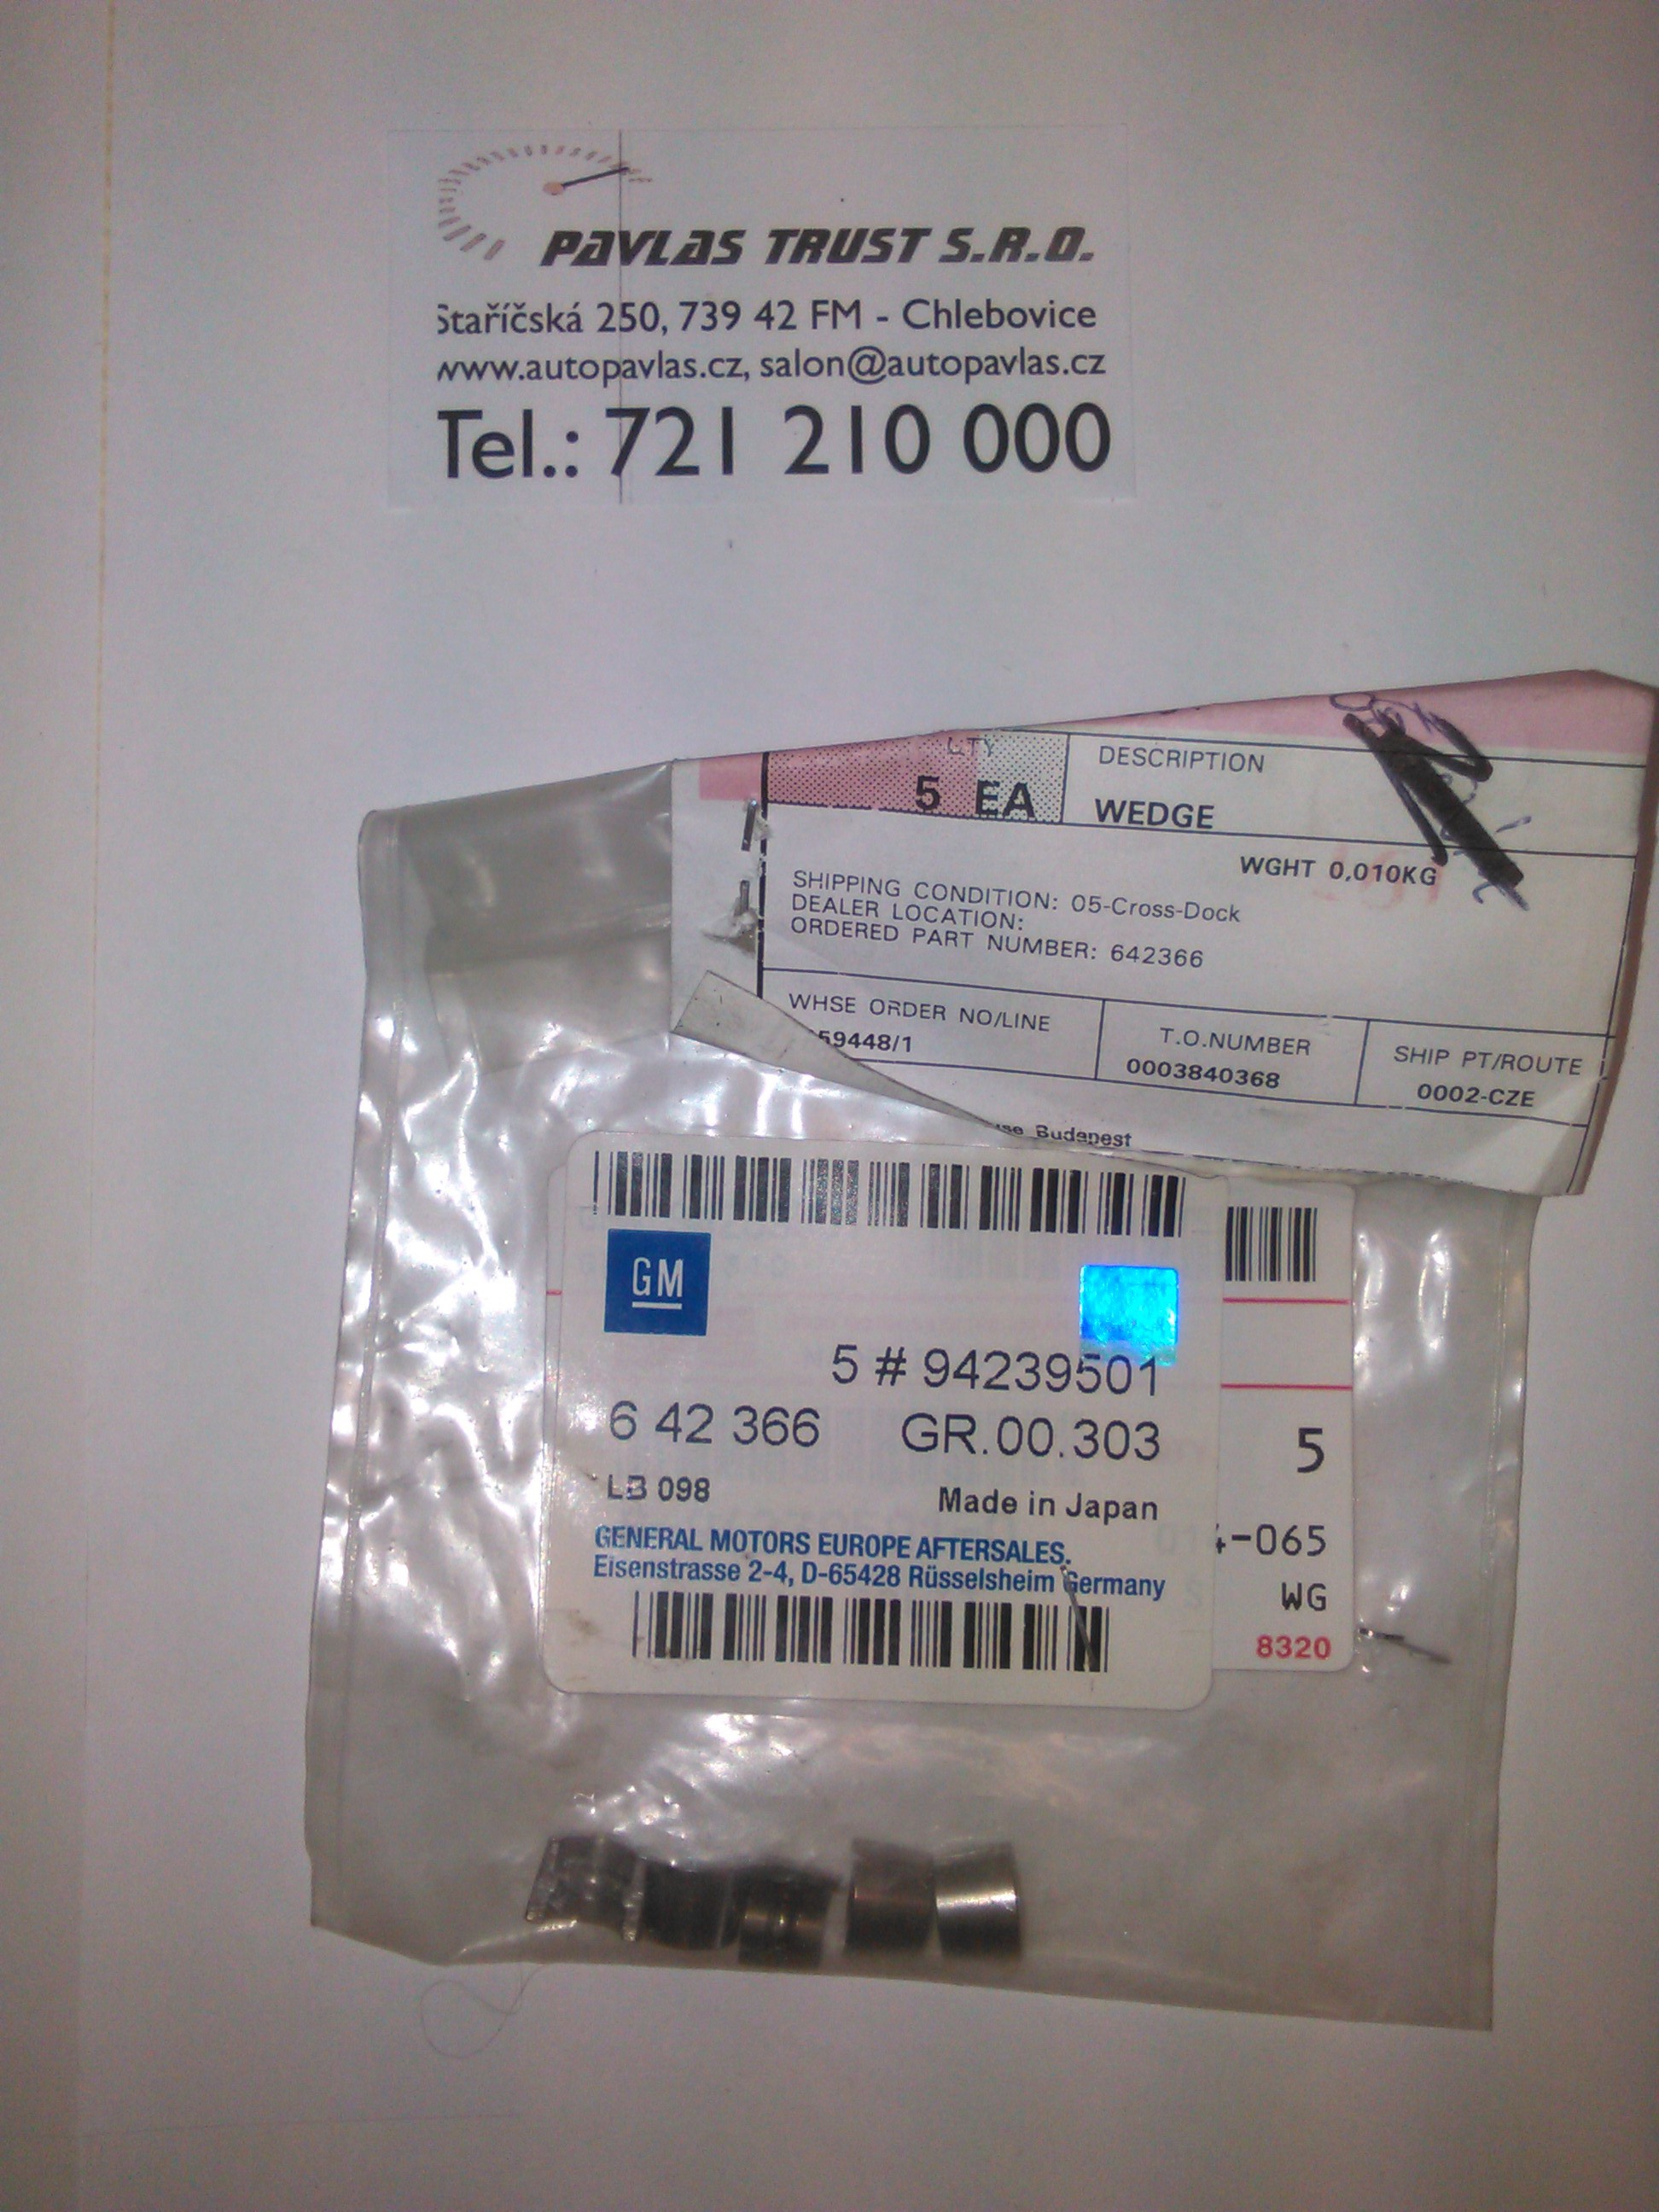 PAVLAS TRUST S.R.O.
Staříčská 250, 739 42 FM - Chlebovice
www.autopavlas.cz, salon@autopavlas.cz
Tel.: 721 210 000
QTY
5 EA
DESCRIPTION
WEDGE
WGHT 0,010KG
SHIPPING CONDITION: 05-Cross-Dock
DEALER LOCATION:
ORDERED PART NUMBER: 642366
WHSE ORDER NO/LINE
59448/1
T.O.NUMBER
0003840368
SHIP PT/ROUTE
0002-CZE
Budapest
GM
5 # 94239501
6 42 366 GR.00.303
LB 098 Made in Japan
GENERAL MOTORS EUROPE AFTERSALES.
Eisenstrasse 2-4, D-65428 Rüsselsheim Germany
5
4-065
WG
8320